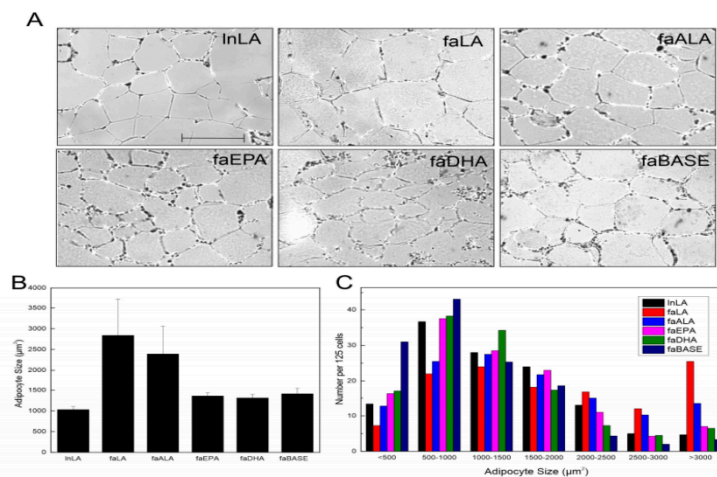 A
lnLA
faLA
faALA
faEPA
faDHA
faBASE
B
Adipocyte Size (µm²)
4000
3500
3000
2500
2000
1500
1000
500
0
lnLA faLA faALA faEPA faDHA faBASE
C
Number per 125 cells
40
30
20
10
0
lnLA
faLA
faALA
faEPA
faDHA
faBASE
<500 500-1000 1000-1500 1500-2000 2000-2500 2500-3000 >3000
Adipocyte Size (µm²)